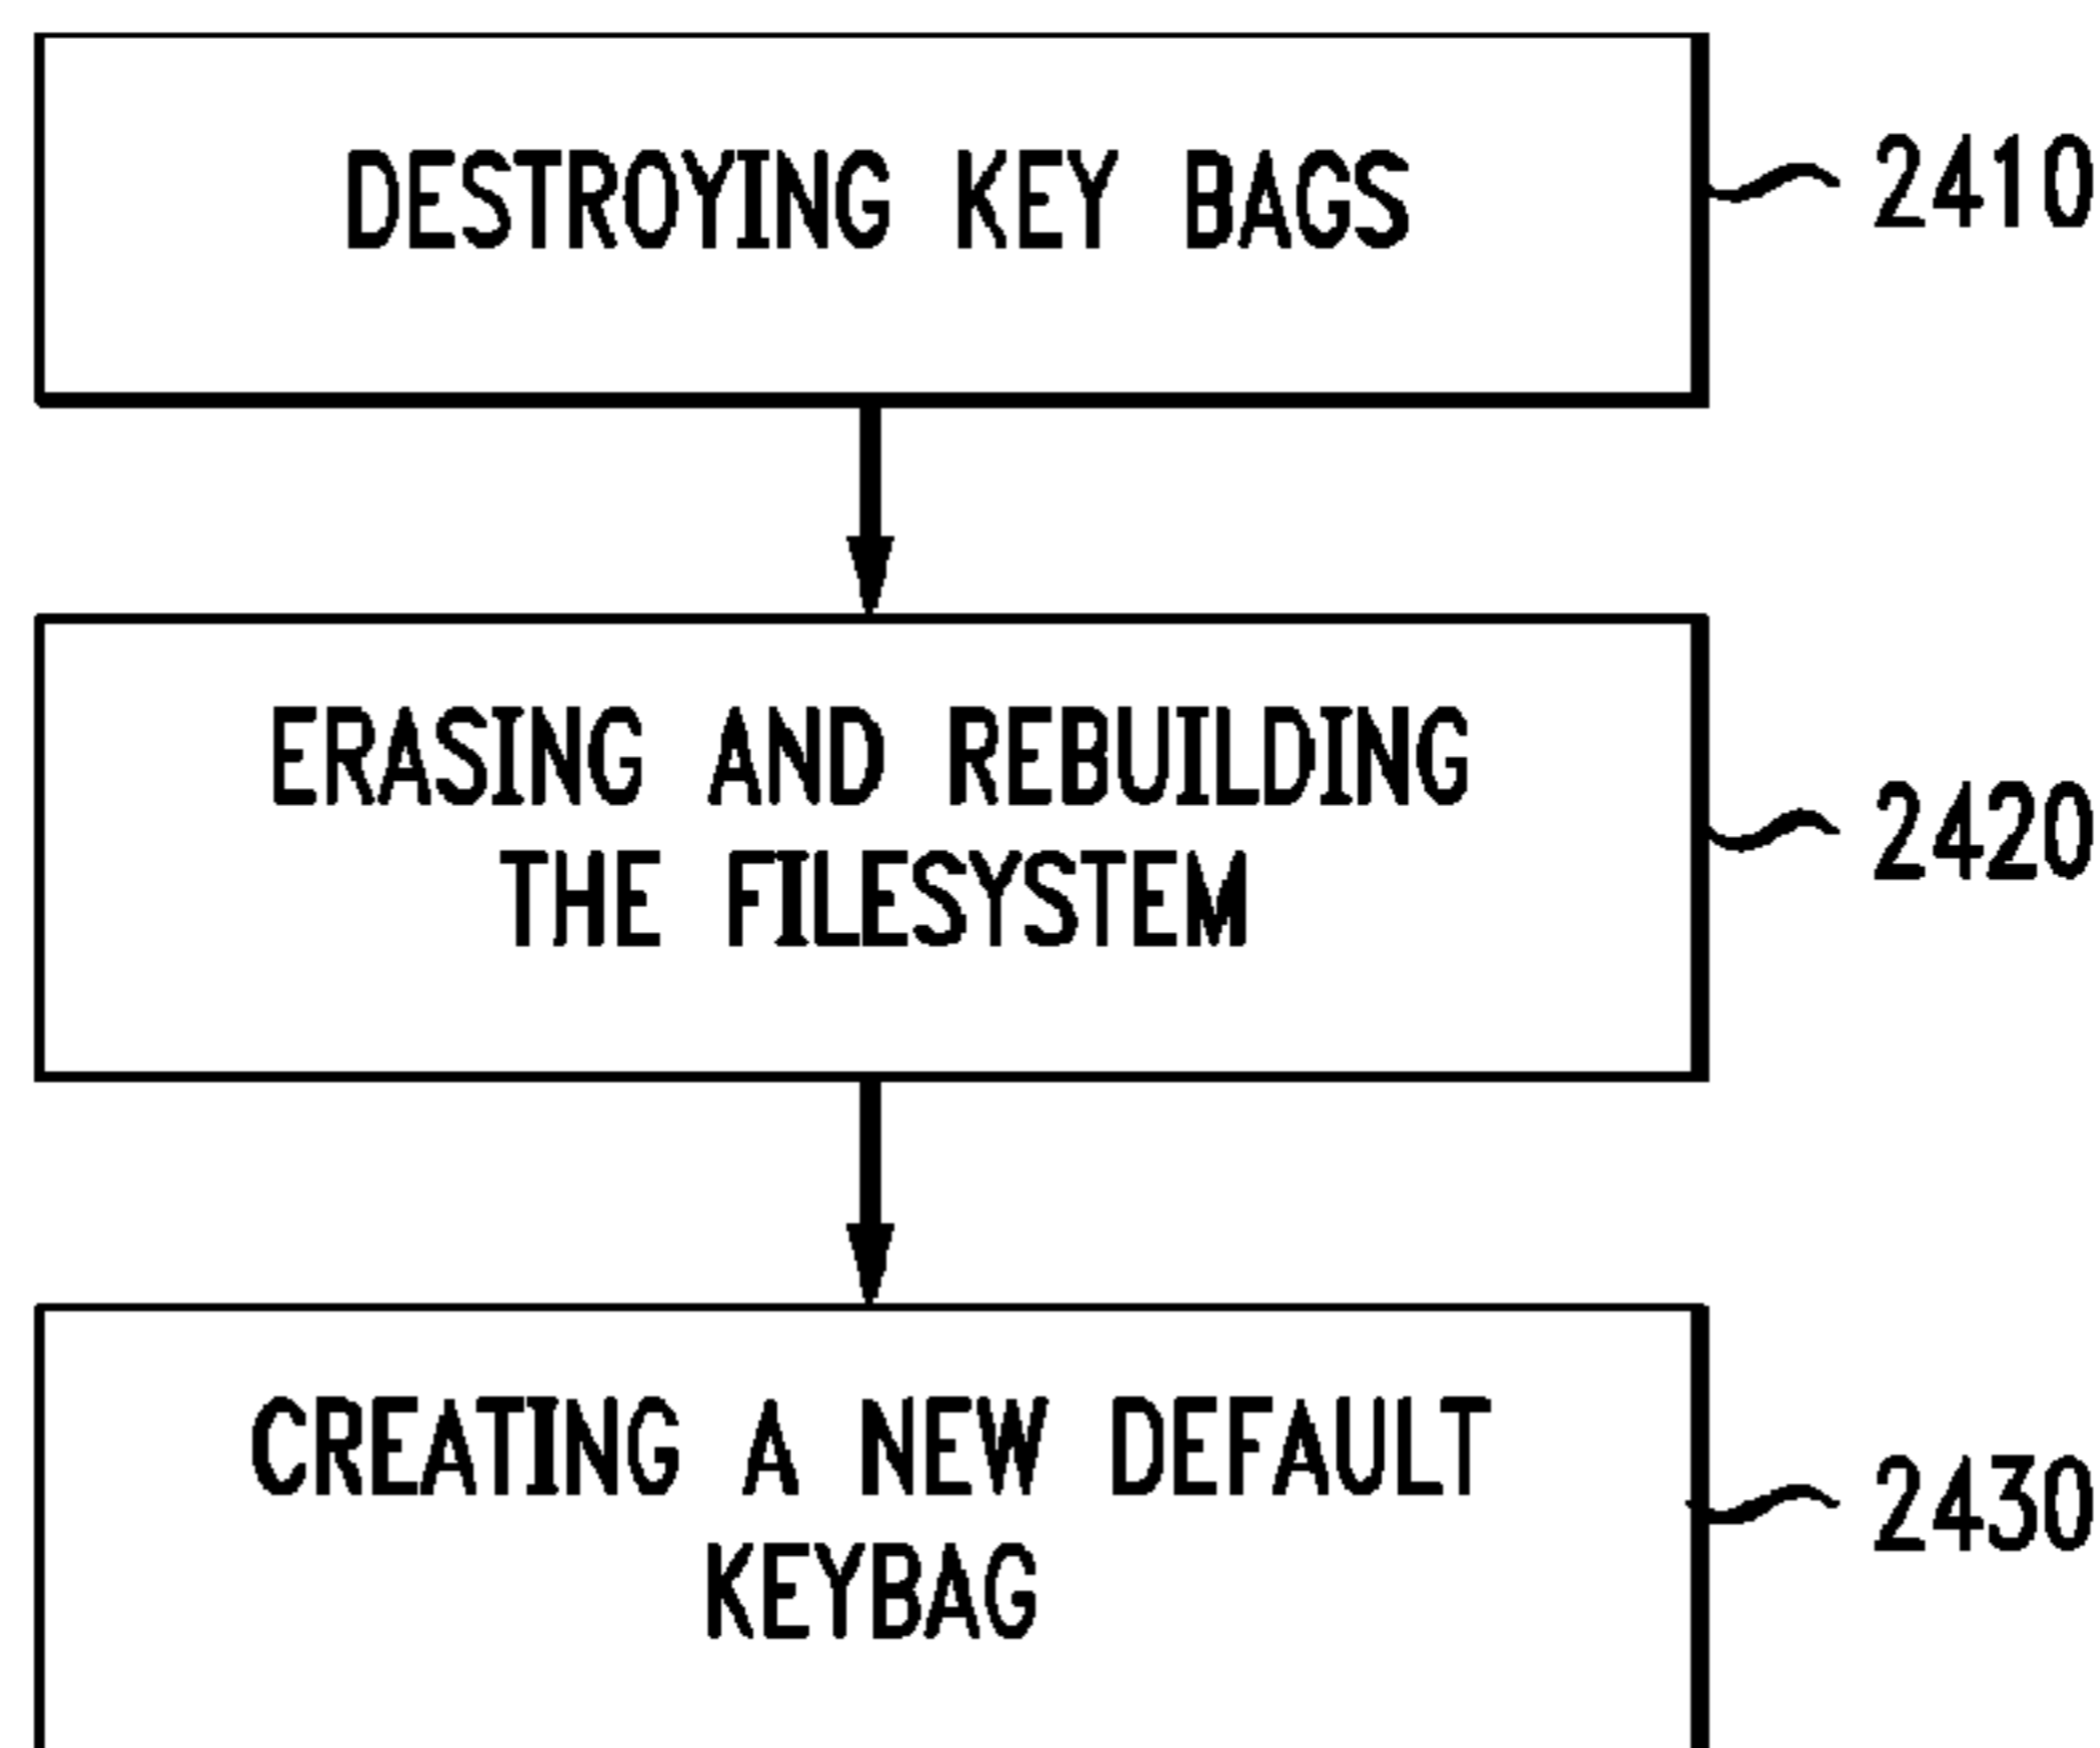 DESTROYING KEY BAGS
2410
ERASING AND REBUILDING
THE FILESYSTEM
2420
CREATING A NEW DEFAULT
KEYBAG
2430